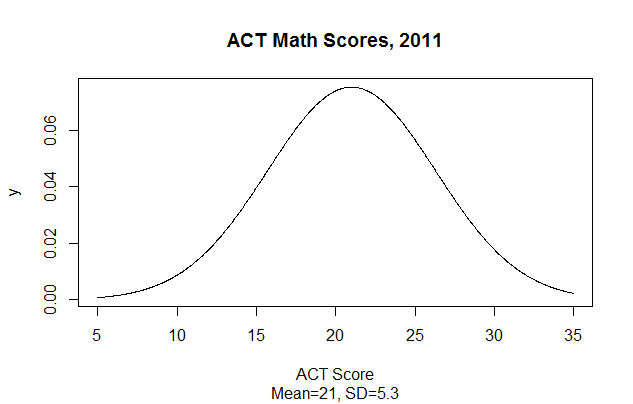 ACT Math Scores, 2011
y
0.06
0.04
0.02
0.00
5 10 15 20 25 30 35
ACT Score
Mean=21, SD=5.3